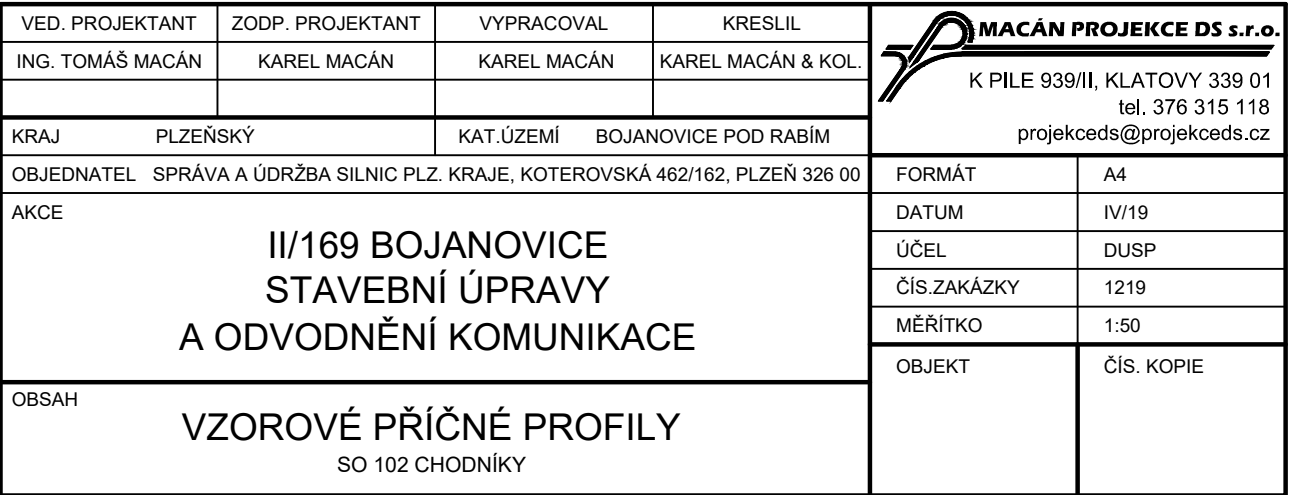 VED. PROJEKTANT ZODP. PROJEKTANT VYPRACOVAL KRESLIL
ING. TOMÁŠ MACÁN KAREL MACÁN KAREL MACÁN KAREL MACÁN & KOL.
KRAJ PLZEŇSKÝ KAT.ÚZEMÍ BOJANOVICE POD RABÍM
OBJEDNATEL SPRÁVA A ÚDRŽBA SILNIC PLZ. KRAJE, KOTEROVSKÁ 462/162, PLZEŇ 326 00
MACÁN PROJEKCE DS s.r.o.
K PILE 939/II, KLATOVY 339 01
tel. 376 315 118
projekceds@projekceds.cz
AKCE
II/169 BOJANOVICE
STAVEBNÍ ÚPRAVY
A ODVODNĚNÍ KOMUNIKACE
FORMÁT A4
DATUM IV/19
ÚČEL DUSP
ČÍS.ZAKÁZKY 1219
MĚŘÍTKO 1:50
OBJEKT ČÍS. KOPIE
OBSAH
VZOROVÉ PŘÍČNÉ PROFILY
SO 102 CHODNÍKY